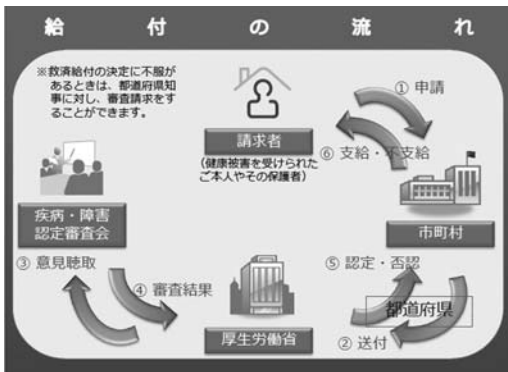 給付の流れ
※救済給付の決定に不服が
あるときは、都道府県知
事に対し、審査請求をす
ることができます。
① 申請
請求者
(健康被害を受けられた
ご本人やその保護者)
⑥ 支給・不支給
疾病・障害
認定審査会
市町村
③ 意見聴取
④ 審査結果
⑤ 認定・否認
都道府県
厚生労働省
② 送付